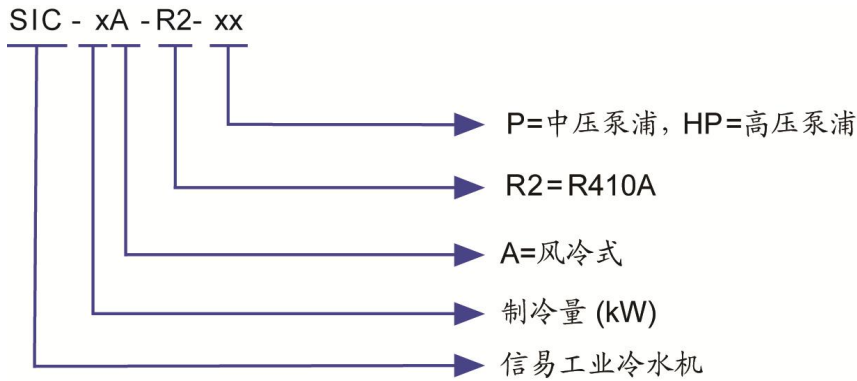 SIC - xA - R2- xx
P=中压泵浦, HP=高压泵浦
R2=R410A
A=风冷式
制冷量 (kW)
信易工业冷水机